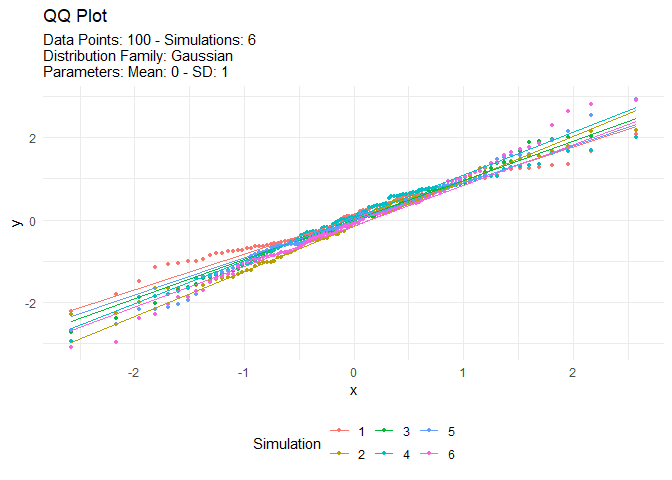 QQ Plot
Data Points: 100 - Simulations: 6
Distribution Family: Gaussian
Parameters: Mean: 0 - SD: 1
y
2
0
-2
-2
-1
0
1
2
x
Simulation
1
3
5
2
4
6